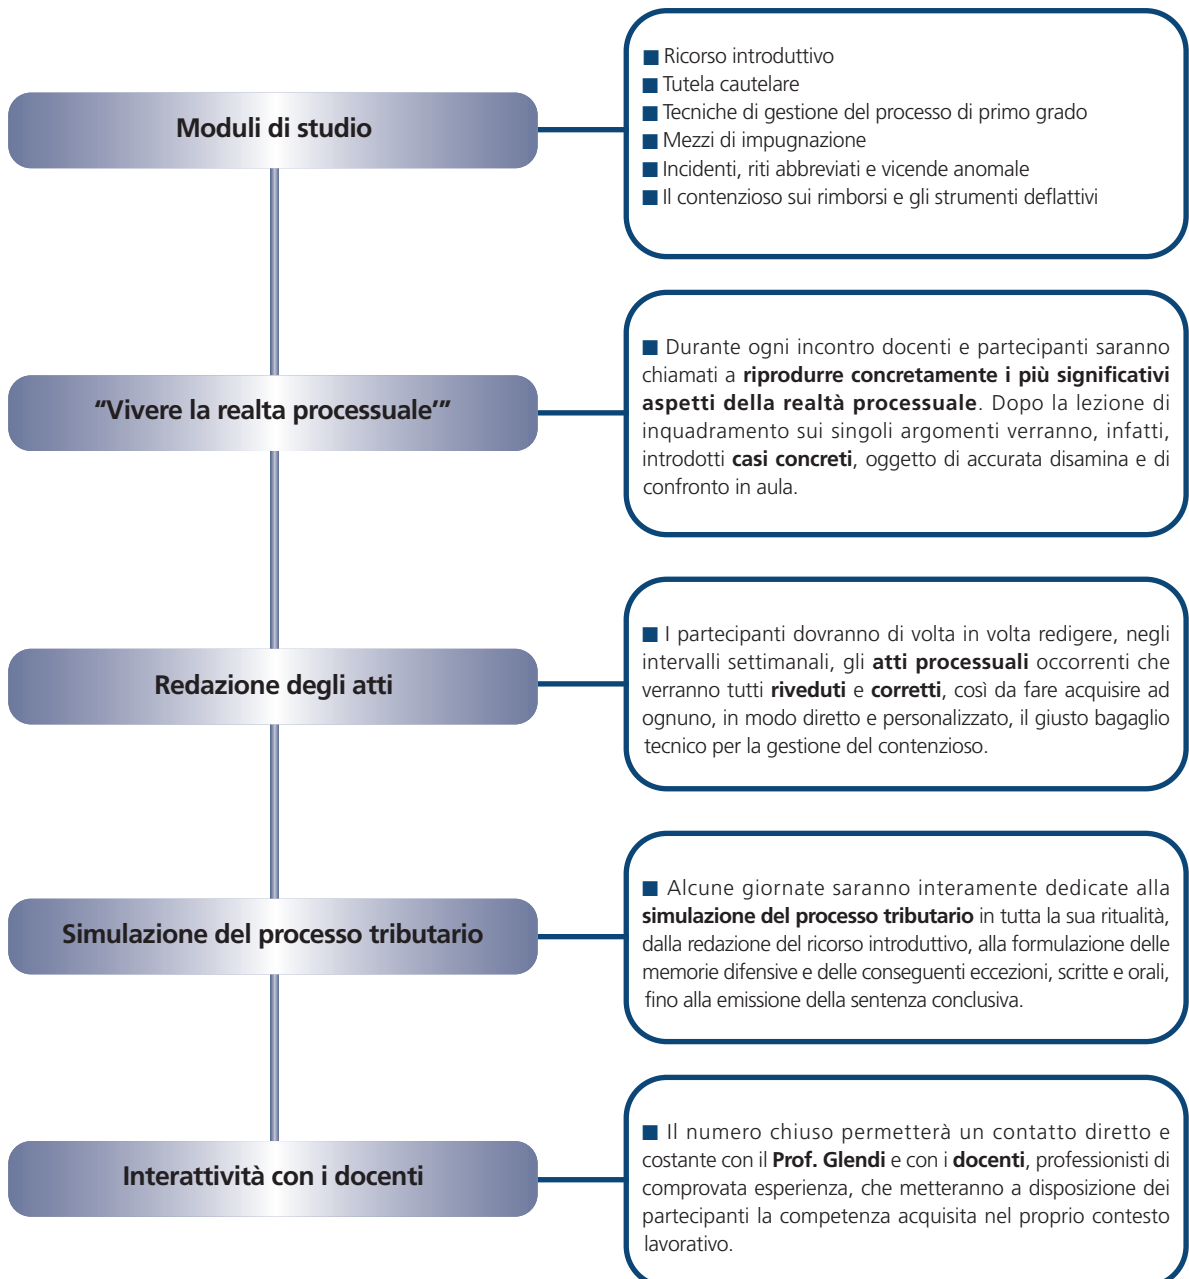 Moduli di studio
■ Ricorso introduttivo
■ Tutela cautelare
■ Tecniche di gestione del processo di primo grado
■ Mezzi di impugnazione
■ Incidenti, riti abbreviati e vicende anomale
■ Il contenzioso sui rimborsi e gli strumenti deflattivi
“Vivere la realta processuale’”
■ Durante ogni incontro docenti e partecipanti saranno
chiamati a riprodurre concretamente i più significativi
aspetti della realtà processuale. Dopo la lezione di
inquadramento sui singoli argomenti verranno, infatti,
introdotti casi concreti, oggetto di accurata disamina e di
confronto in aula.
Redazione degli atti
■ I partecipanti dovranno di volta in volta redigere, negli
intervalli settimanali, gli atti processuali occorrenti che
verranno tutti riveduti e corretti, così da fare acquisire ad
ognuno, in modo diretto e personalizzato, il giusto bagaglio
tecnico per la gestione del contenzioso.
Simulazione del processo tributario
■ Alcune giornate saranno interamente dedicate alla
simulazione del processo tributario in tutta la sua ritualità,
dalla redazione del ricorso introduttivo, alla formulazione delle
memorie difensive e delle conseguenti eccezioni, scritte e orali,
fino alla emissione della sentenza conclusiva.
Interattività con i docenti
■ Il numero chiuso permetterà un contatto diretto e
costante con il Prof. Glendi e con i docenti, professionisti di
comprovata esperienza, che metteranno a disposizione dei
partecipanti la competenza acquisita nel proprio contesto
lavorativo.